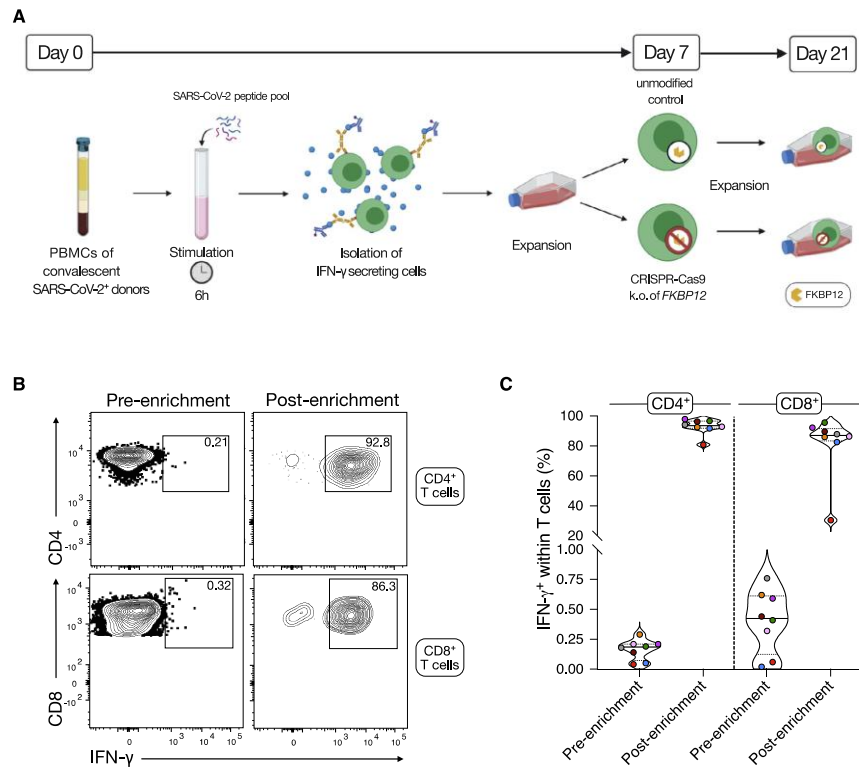 A
Day 0
Day 7
Day 21
unmodified
control
SARS-CoV-2 peptide pool
Expansion
PBMCs of
convalescent
SARS-CoV-2+ donors
Stimulation
6h
Isolation of
IFN-γ secreting cells
Expansion
CRISPR-Cas9
k.o. of FKBP12
FKBP12
B
Pre-enrichment
Post-enrichment
CD4
10⁴
10³
0
-10³
0.21
92.8
CD4+
T cells
CD8
10⁴
10³
0
-10²
0.32
86.3
CD8+
T cells
0
10³
10⁴
10⁵
0
10³
10⁴
10⁵
IFN-γ
C
CD4+
CD8+
IFN-γ+ within T cells (%)
100
80
60
40
20
1.00
0.75
0.50
0.25
0.00
Pre-enrichment
Post-enrichment
Pre-enrichment
Post-enrichment